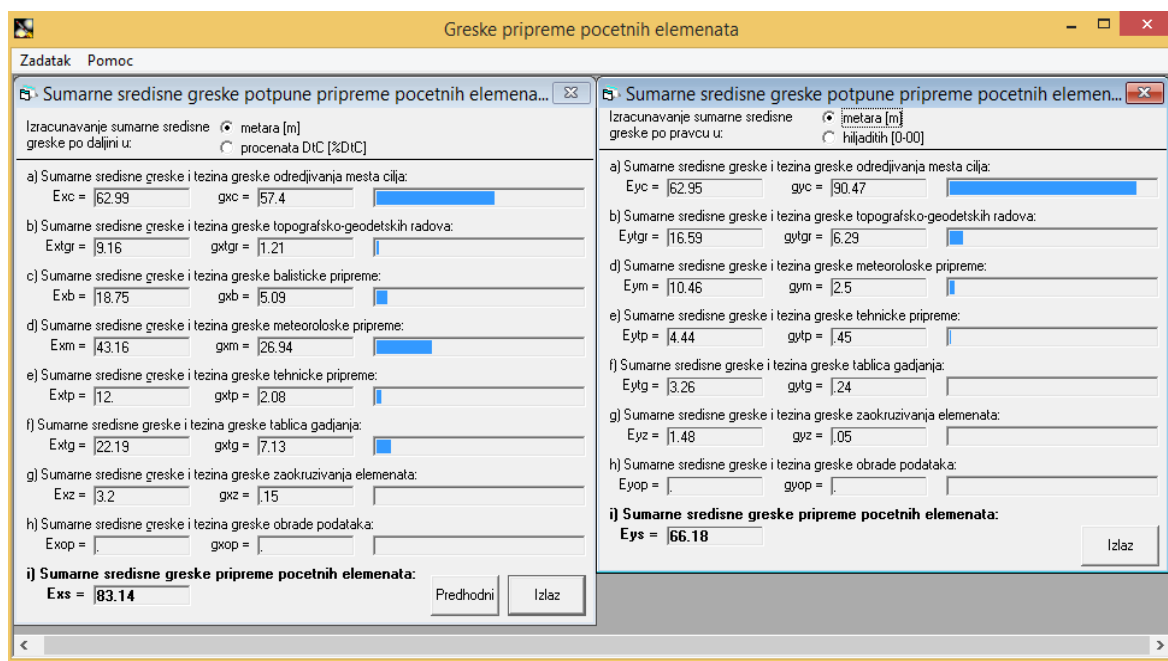 Greske pripreme pocetnih elemenata
Zadatak Pomoc
Sumarne sredisne greske potpune pripreme pocetnih elemena...
Izracunavanje sumarne sredisne
greske po daljini u:
metara [m]
procenata DtC [%DtC]
a) Sumarne sredisne greske i tezina greske odredjivanja mesta cilja:
Exc = 62.99 gxc = 57.4
b) Sumarne sredisne greske i tezina greske topografsko-geodetskih radova:
Extgr = 9.16 gxtgr = 1.21
c) Sumarne sredisne greske i tezina greske balisticke pripreme:
Exb = 18.75 gxb = 5.09
d) Sumarne sredisne greske i tezina greske meteoroloske pripreme:
Exm = 43.16 gxm = 26.94
e) Sumarne sredisne greske i tezina greske tehnicke pripreme:
Extp = 12. gxtp = 2.08
f) Sumarne sredisne greske i tezina greske tablica gadjanja:
Extg = 22.19 gxtg = 7.13
g) Sumarne sredisne greske i tezina greske zaokruzivanja elemenata:
Exz = 3.2 gxz = .15
h) Sumarne sredisne greske i tezina greske obrade podataka:
Exop = . gxop = .
i) Sumarne sredisne greske pripreme pocetnih elemenata:
Exs = 83.14
Predhodni Izlaz
Sumarne sredisne greske potpune pripreme pocetnih elemen...
Izracunavanje sumarne sredisne
greske po pravcu u:
metara [m]
hiljaditih [0-00]
a) Sumarne sredisne greske i tezina greske odredjivanja mesta cilja:
Eyc = 62.95 gyc = 90.47
b) Sumarne sredisne greske i tezina greske topografsko-geodetskih radova:
Eytgr = 16.59 gytgr = 6.29
d) Sumarne sredisne greske i tezina greske meteoroloske pripreme:
Eym = 10.46 gym = 2.5
e) Sumarne sredisne greske i tezina greske tehnicke pripreme:
Eytp = 4.44 gytp = .45
f) Sumarne sredisne greske i tezina greske tablica gadjanja:
Eytg = 3.26 gytg = .24
g) Sumarne sredisne greske i tezina greske zaokruzivanja elemenata:
Eyz = 1.48 gyz = .05
h) Sumarne sredisne greske i tezina greske obrade podataka:
Eyop = . gyop = .
i) Sumarne sredisne greske pripreme pocetnih elemenata:
Eys = 66.18
Izlaz